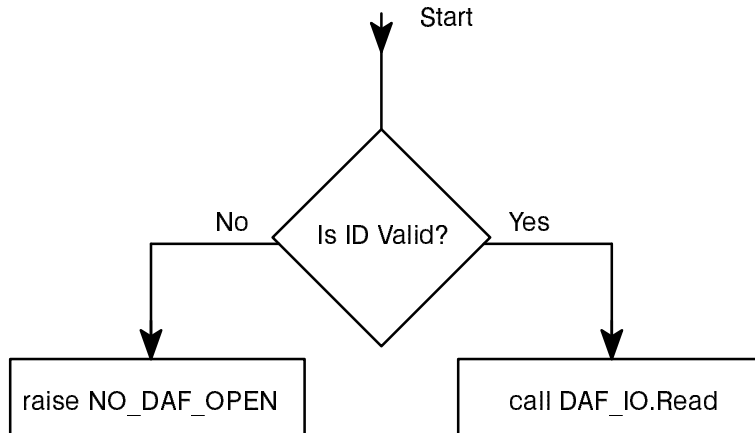 Start
No
Is ID Valid?
Yes
raise NO_DAF_OPEN
call DAF_IO.Read